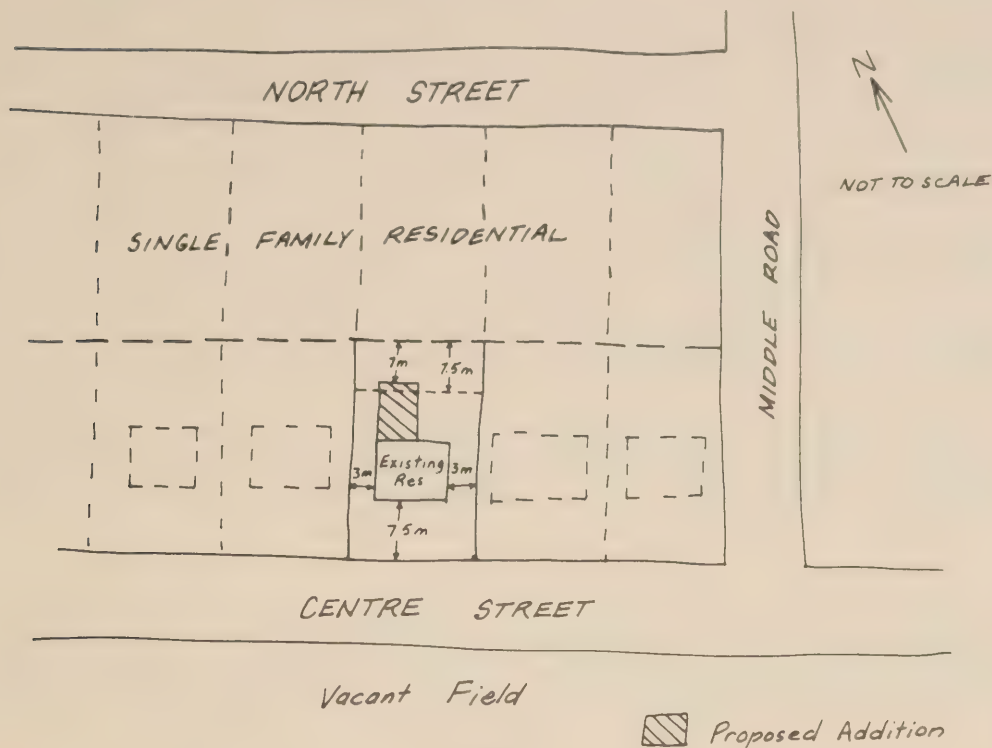 NORTH STREET
N
NOT TO SCALE
SINGLE FAMILY RESIDENTIAL
MIDDLE ROAD
7m
7.5m
Existing
Res
3m
3m
7.5m
CENTRE STREET
Vacant Field
Proposed Addition